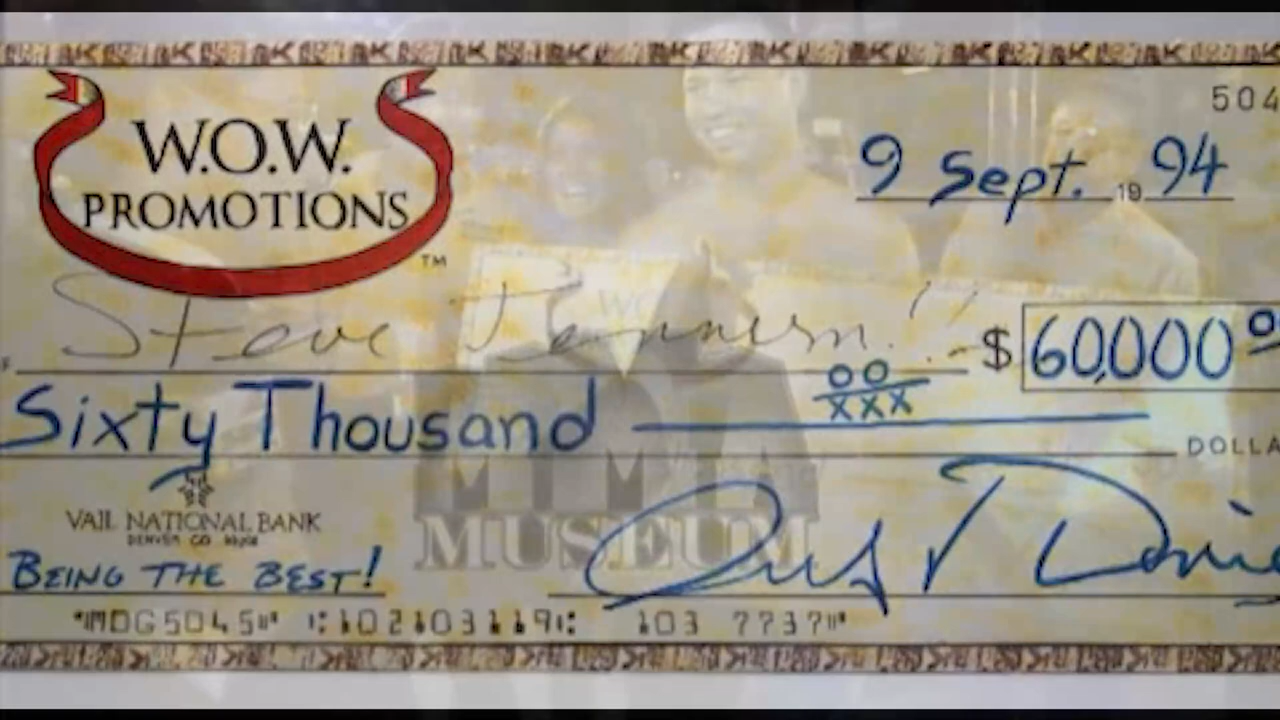 504
W.O.W.
PROMOTIONS
TM
9 Sept. 19 94
Steve
$ 60,000
Sixty Thousand 00
XXX
DOLLA
VAIL NATIONAL BANK
DENVER CO
BEING THE BEST!
MMA
MUSEUM
"MDG5045" 102103119 103 7737"